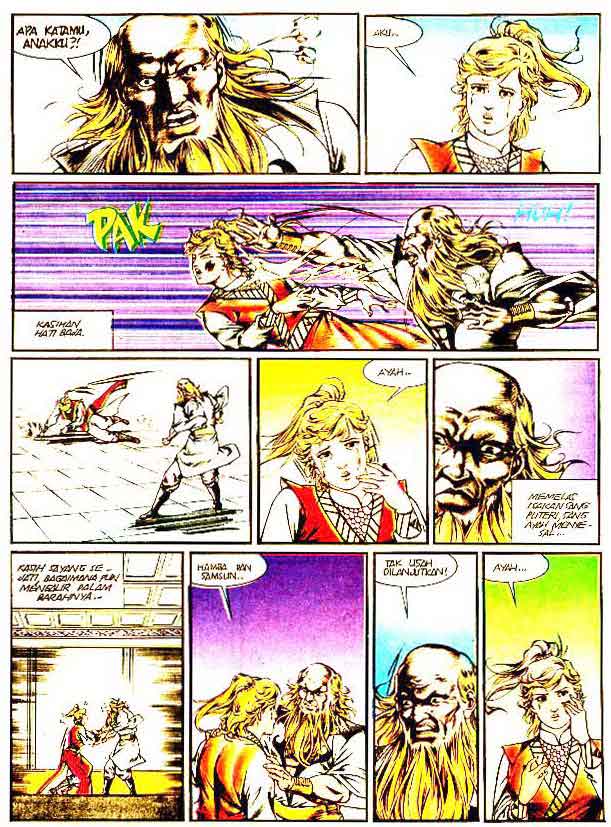 APA KATAMU,
ANAKKU?!
AKU...
PAK
HUH!
KASIHAN
HATI BAJA.
AYAH...
MEMELAS
ISAKAN SANG
PUTERI, SANG
AYAH MENYE-
SAL...
KASIH SAYANG SE-
JATI, BAGAIMANA PUN
MENGALIR DALAM
DARAHNYA...
HAMBA DAN
SAMSUN...
TAK USAH
DILANJUTKAN!
AYAH...